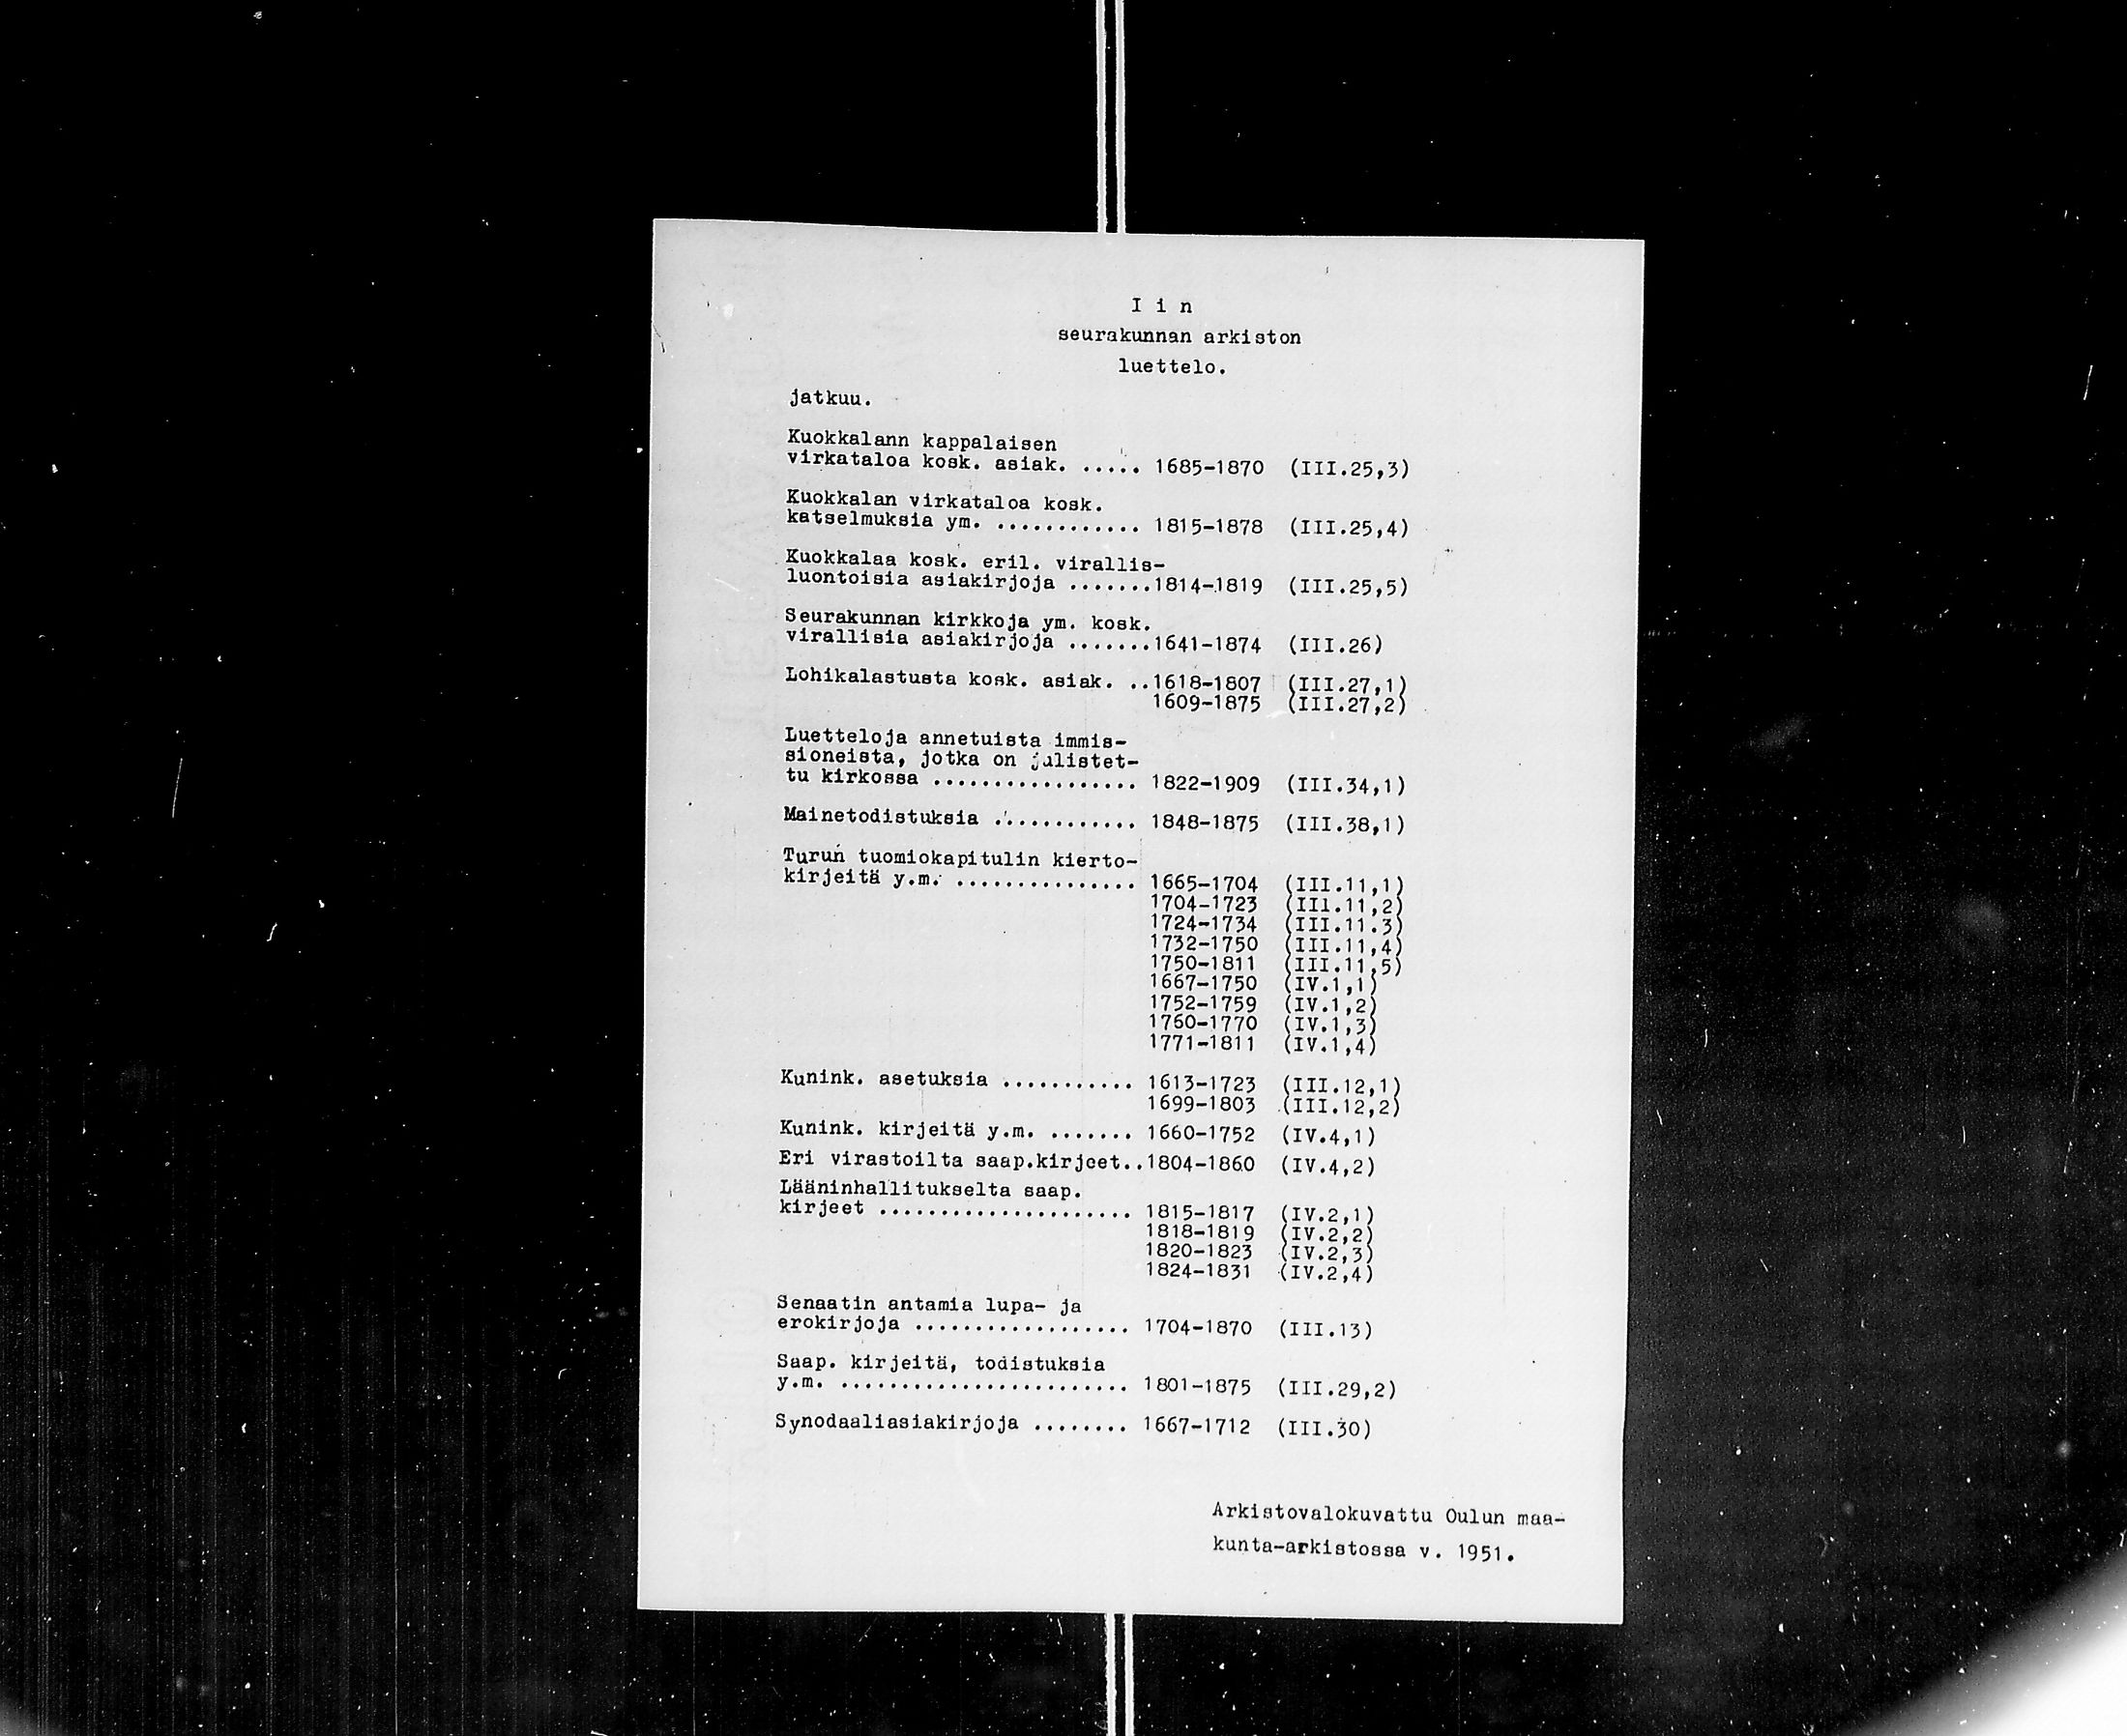 I i n
seurakunnan arkiston
luettelo.
jatkuu.
Kuokkalann kappalaisen
virkataloa kosk. asiak. ..... 1685-1870 (III.25,3)
Kuokkalan virkataloa kosk.
katselmuksia ym. ............ 1815-1878 (III.25,4)
Kuokkalaa kosk. eril. virallis-
luontoisia asiakirjoja .......1814-1819 (III.25,5)
Seurakunnan kirkkoja ym. kosk.
virallisia asiakirjoja .......1641-1874 (III.26)
Lohikalastusta kosk. asiak. ..1618-1807 (III.27,1)
1609-1875 (III.27,2)
Luetteloja annetuista immis-
sioneista, jotka on julistet-
tu kirkossa ................. 1822-1909 (III.34,1)
Mainetodistuksia ............ 1848-1875 (III.38,1)
Turun tuomiokapitulin kierto-
kirjeitä y.m. ............... 1665-1704 (III.11,1)
1704-1723 (III.11,2)
1724-1734 (III.11.3)
1732-1750 (III.11,4)
1750-1811 (III.11,5)
1667-1750 (IV.1,1)
1752-1759 (IV.1,2)
1760-1770 (IV.1,3)
1771-1811 (IV.1,4)
Kunink. asetuksia ........... 1613-1723 (III.12,1)
1699-1803 (III.12,2)
Kunink. kirjeitä y.m. ....... 1660-1752 (IV.4,1)
Eri virastoilta saap.kirjeet..1804-1860 (IV.4,2)
Lääninhallitukselta saap.
kirjeet ..................... 1815-1817 (IV.2,1)
1818-1819 (IV.2,2)
1820-1823 (IV.2,3)
1824-1831 (IV.2,4)
Senaatin antamia lupa- ja
erokirjoja .................. 1704-1870 (III.13)
Saap. kirjeitä, todistuksia
y.m. ........................ 1801-1875 (III.29,2)
Synodaaliasiakirjoja ........ 1667-1712 (III.30)
Arkistovalokuvattu Oulun maa-
kunta-arkistossa v. 1951.